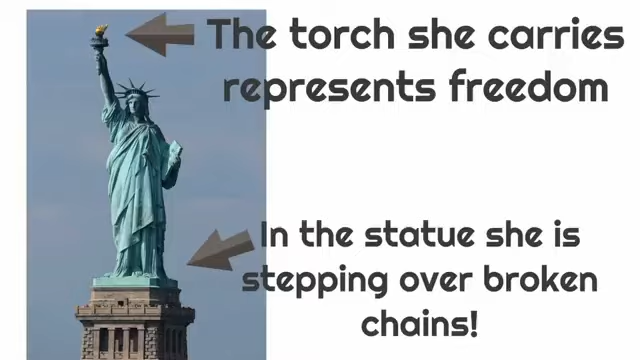 The torch she carries
represents freedom
In the statue she is
stepping over broken
chains!